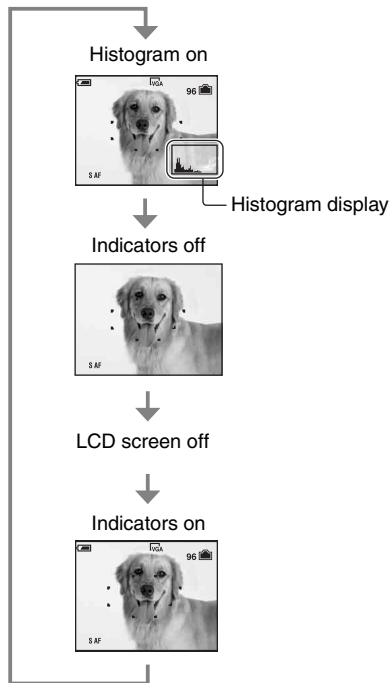 Histogram on
VGA
96
S AF
Histogram display
Indicators off
S AF
LCD screen off
Indicators on
VGA
96
S AF